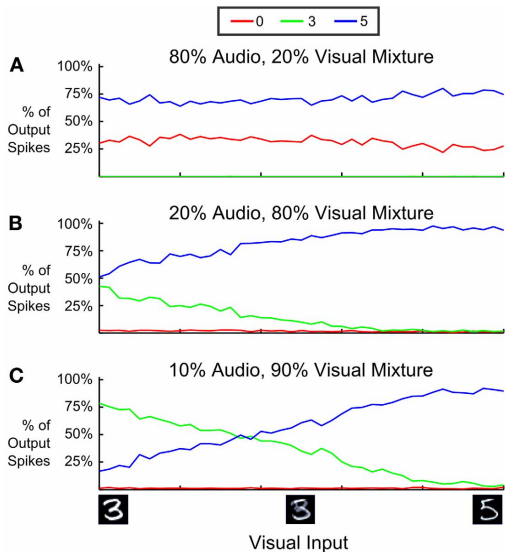 0 3 5
A
80% Audio, 20% Visual Mixture
100%
75%
50%
25%
% of
Output
Spikes
B
20% Audio, 80% Visual Mixture
100%
75%
50%
25%
% of
Output
Spikes
C
10% Audio, 90% Visual Mixture
100%
75%
50%
25%
% of
Output
Spikes
3 3 5
Visual Input